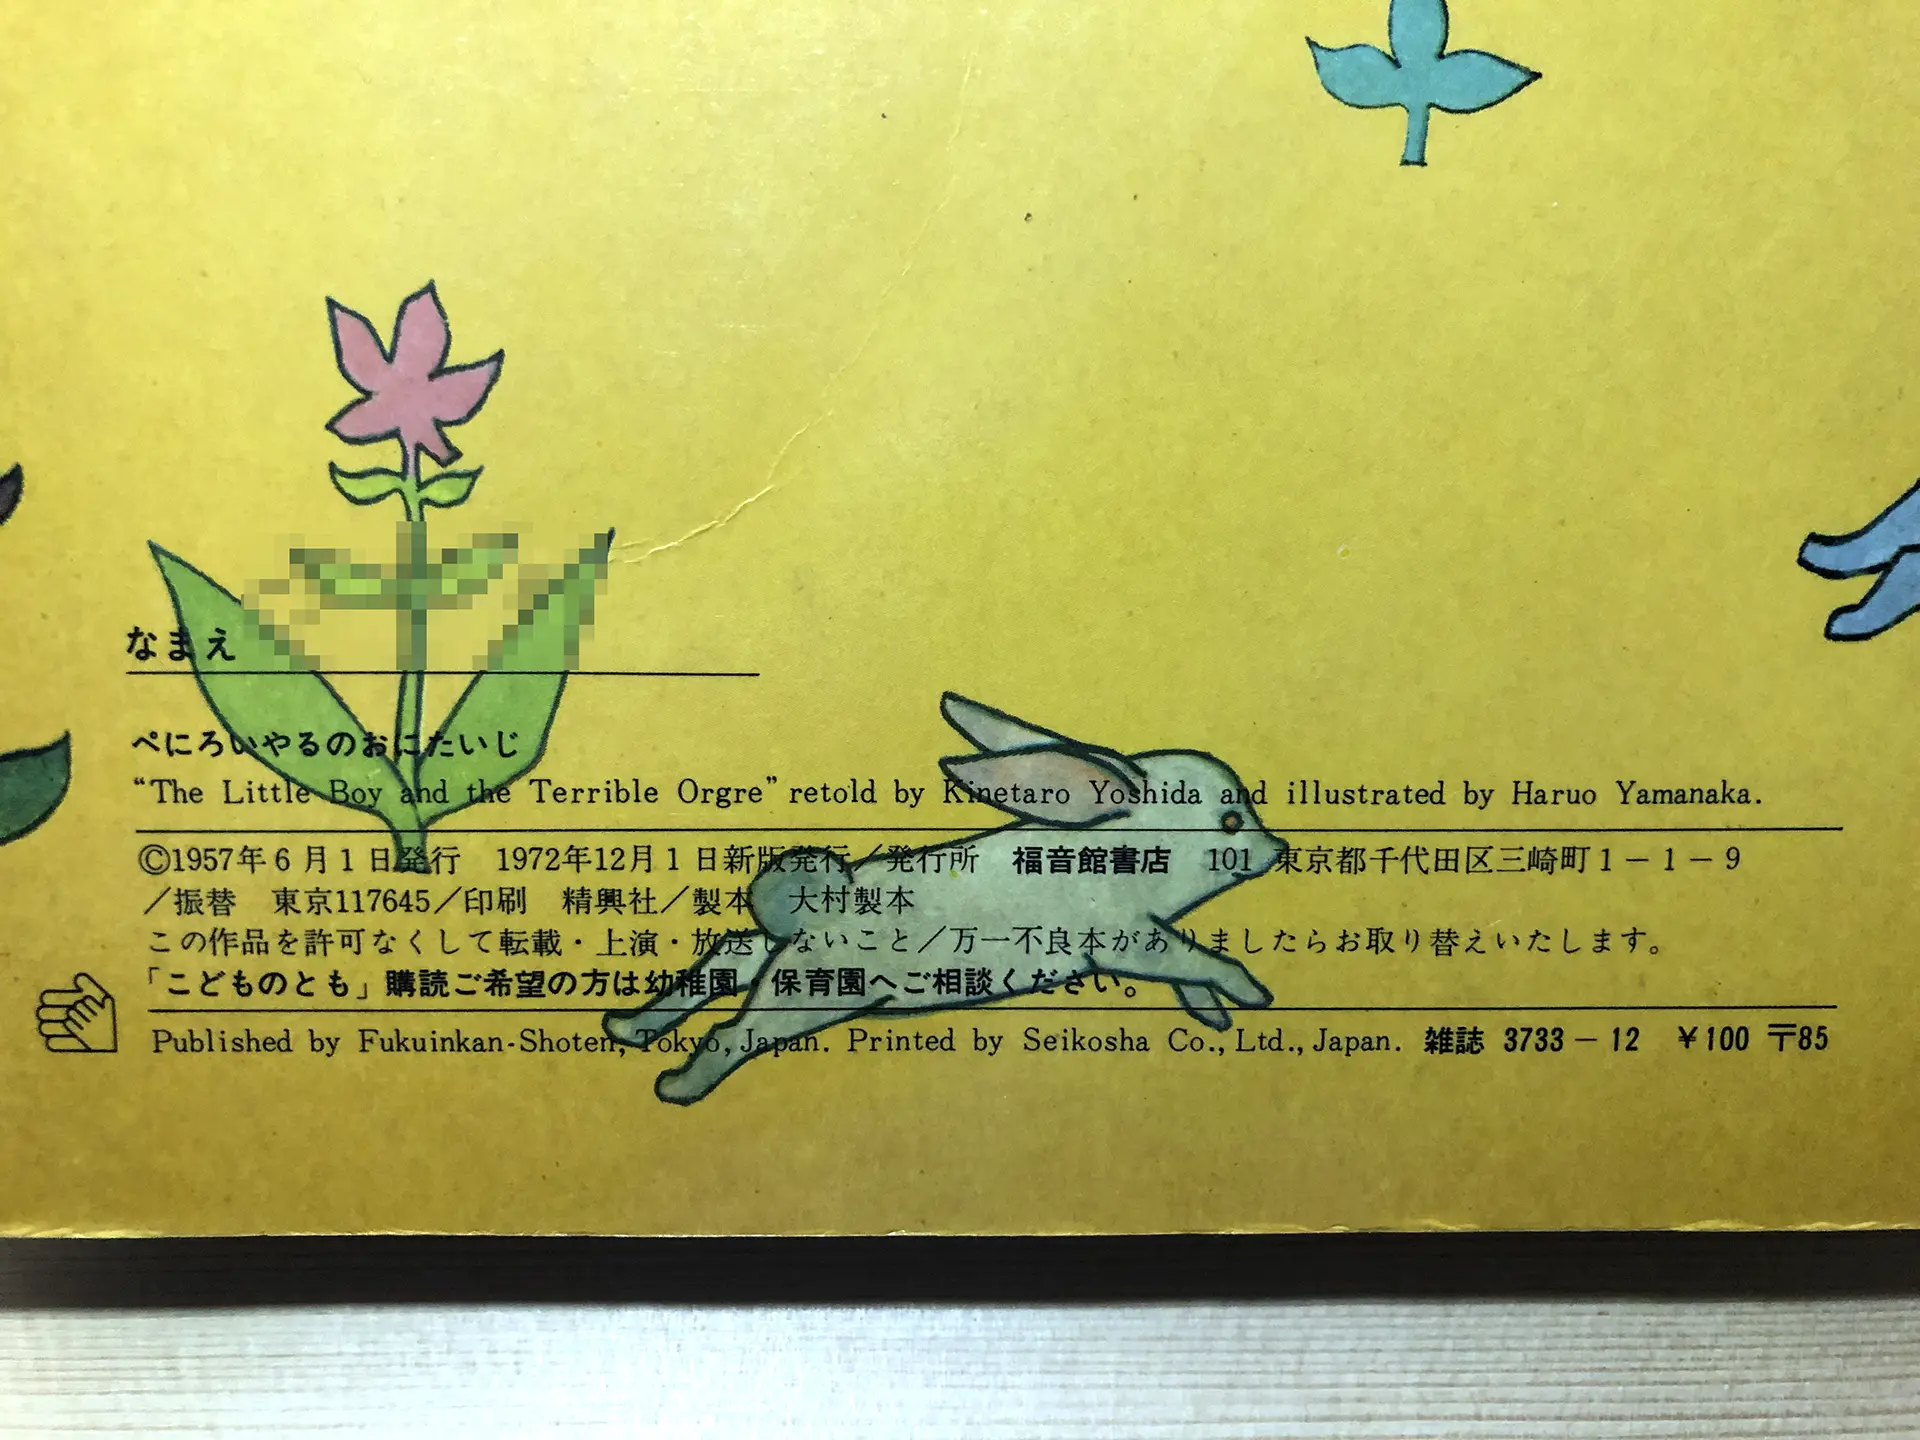 なまえ
ぺにろいやるのおにたいじ
“The Little Boy and the Terrible Orgre” retold by Kinetaro Yoshida and illustrated by Haruo Yamanaka.
©1957年6月1日発行　1972年12月1日新版発行／発行所　福音館書店　101　東京都千代田区三崎町1－1－9
／振替　東京117645／印刷　精興社／製本　大村製本
この作品を許可なくして転載・上演・放送しないこと／万一不良本がありましたらお取り替えいたします。
「こどものとも」購読ご希望の方は幼稚園・保育園へご相談ください。
Published by Fukuinkan-Shoten, Tokyo, Japan. Printed by Seikosha Co., Ltd., Japan. 雑誌 3733－12　￥100 〒85